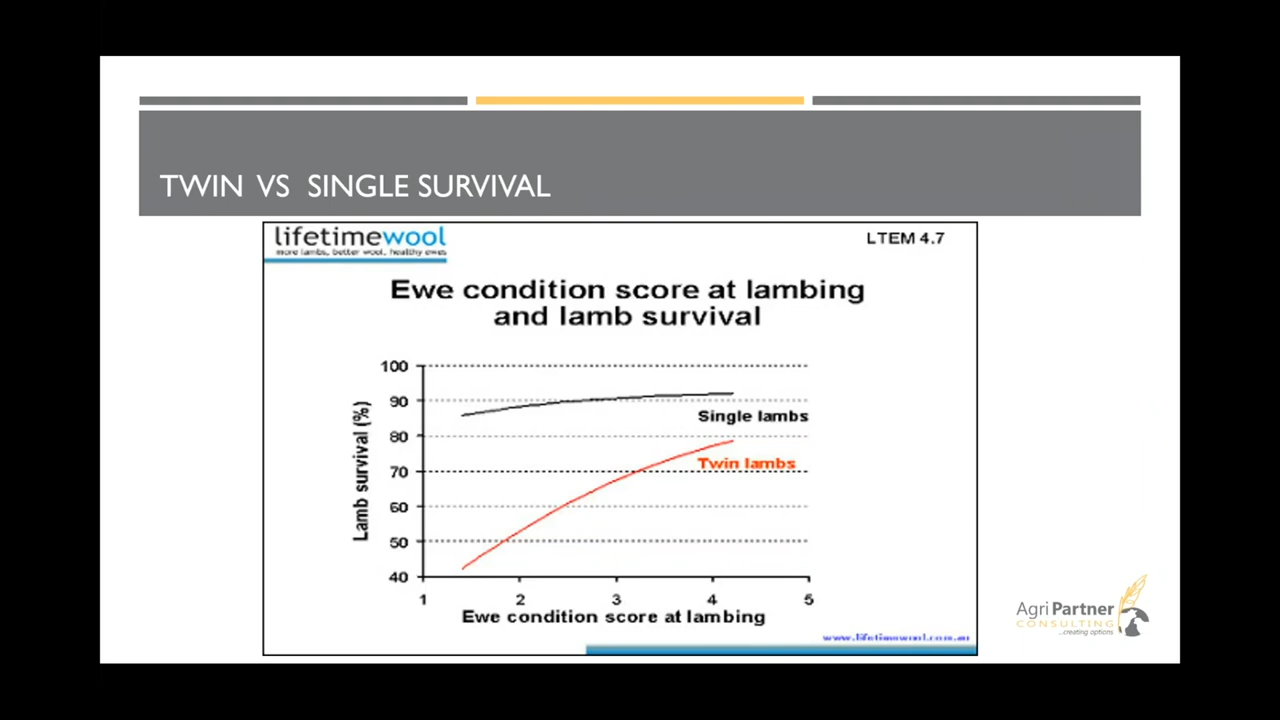 TWIN VS SINGLE SURVIVAL
lifetimewool
more lambs, better wool, healthy ewes
LTEM 4.7
Ewe condition score at lambing
and lamb survival
100
90
80
70
60
50
40
Lamb survival (%)
Single lambs
Twin lambs
1 2 3 4 5
Ewe condition score at lambing
www.lifetimewool.com.au
Agri Partner
CONSULTING
...creating options